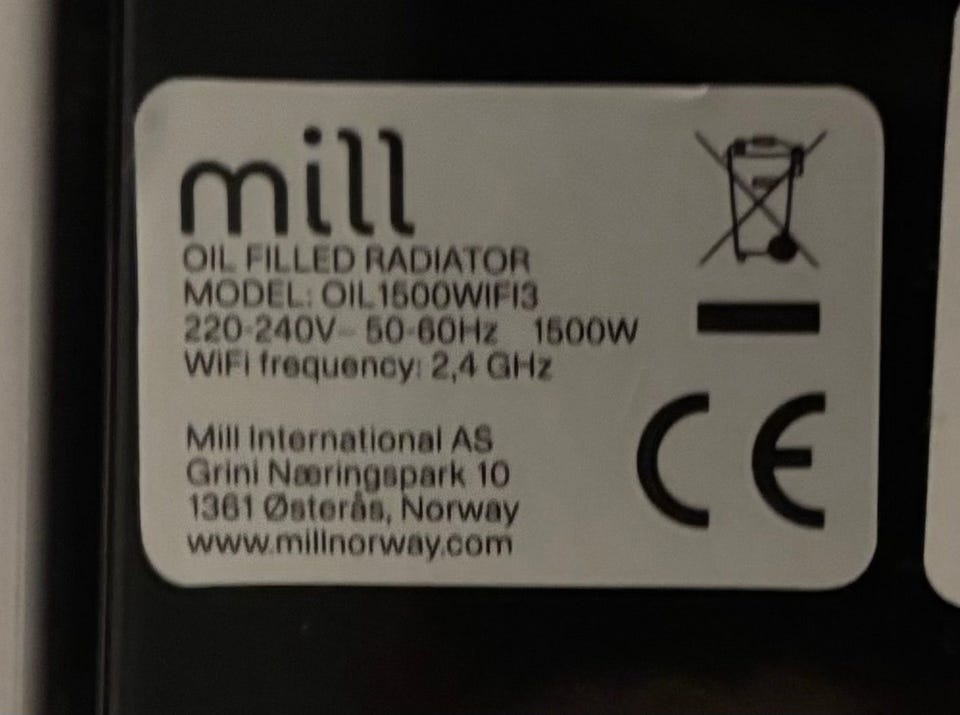 mill
OIL FILLED RADIATOR
MODEL: OIL1500WIFI3
220-240V~ 50-60Hz 1500W
WiFi frequency: 2,4 GHz
Mill International AS
Grini Næringspark 10
1361 Østerås, Norway
www.millnorway.com
CE